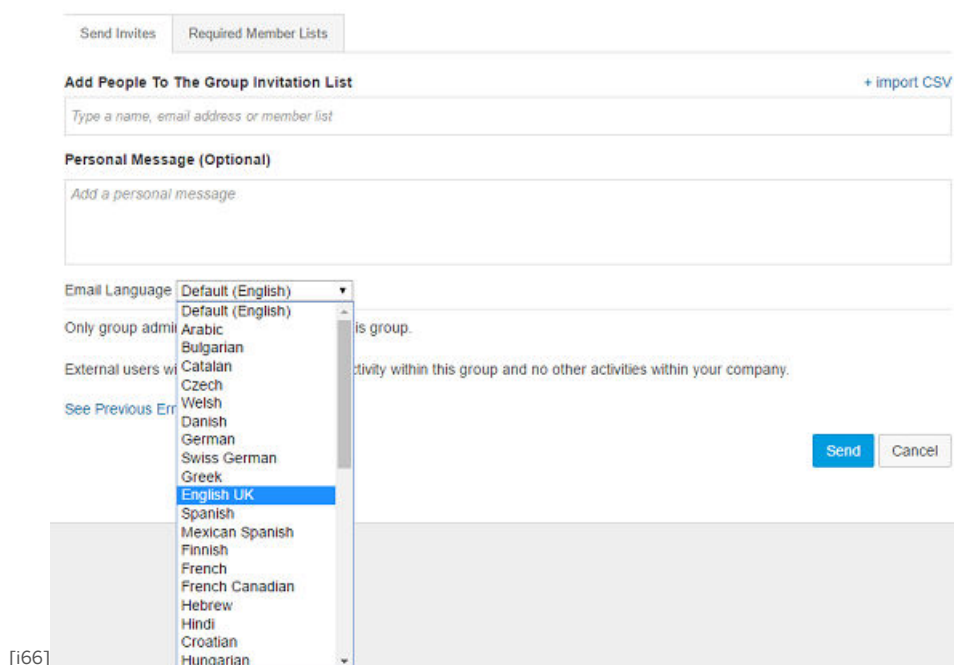 Send Invites
Required Member Lists
Add People To The Group Invitation List
+ import CSV
Type a name, email address or member list
Personal Message (Optional)
Add a personal message
Email Language Default (English)
Default (English)
Only group admi
Arabic
is group.
Bulgarian
External users wi
Catalan
tivity within this group and no other activities within your company.
Czech
See Previous Err
Welsh
Danish
German
Swiss German
Greek
English UK
Spanish
Mexican Spanish
Finnish
French
French Canadian
Hebrew
Hindi
Croatian
Hungarian
Send
Cancel
[i66]